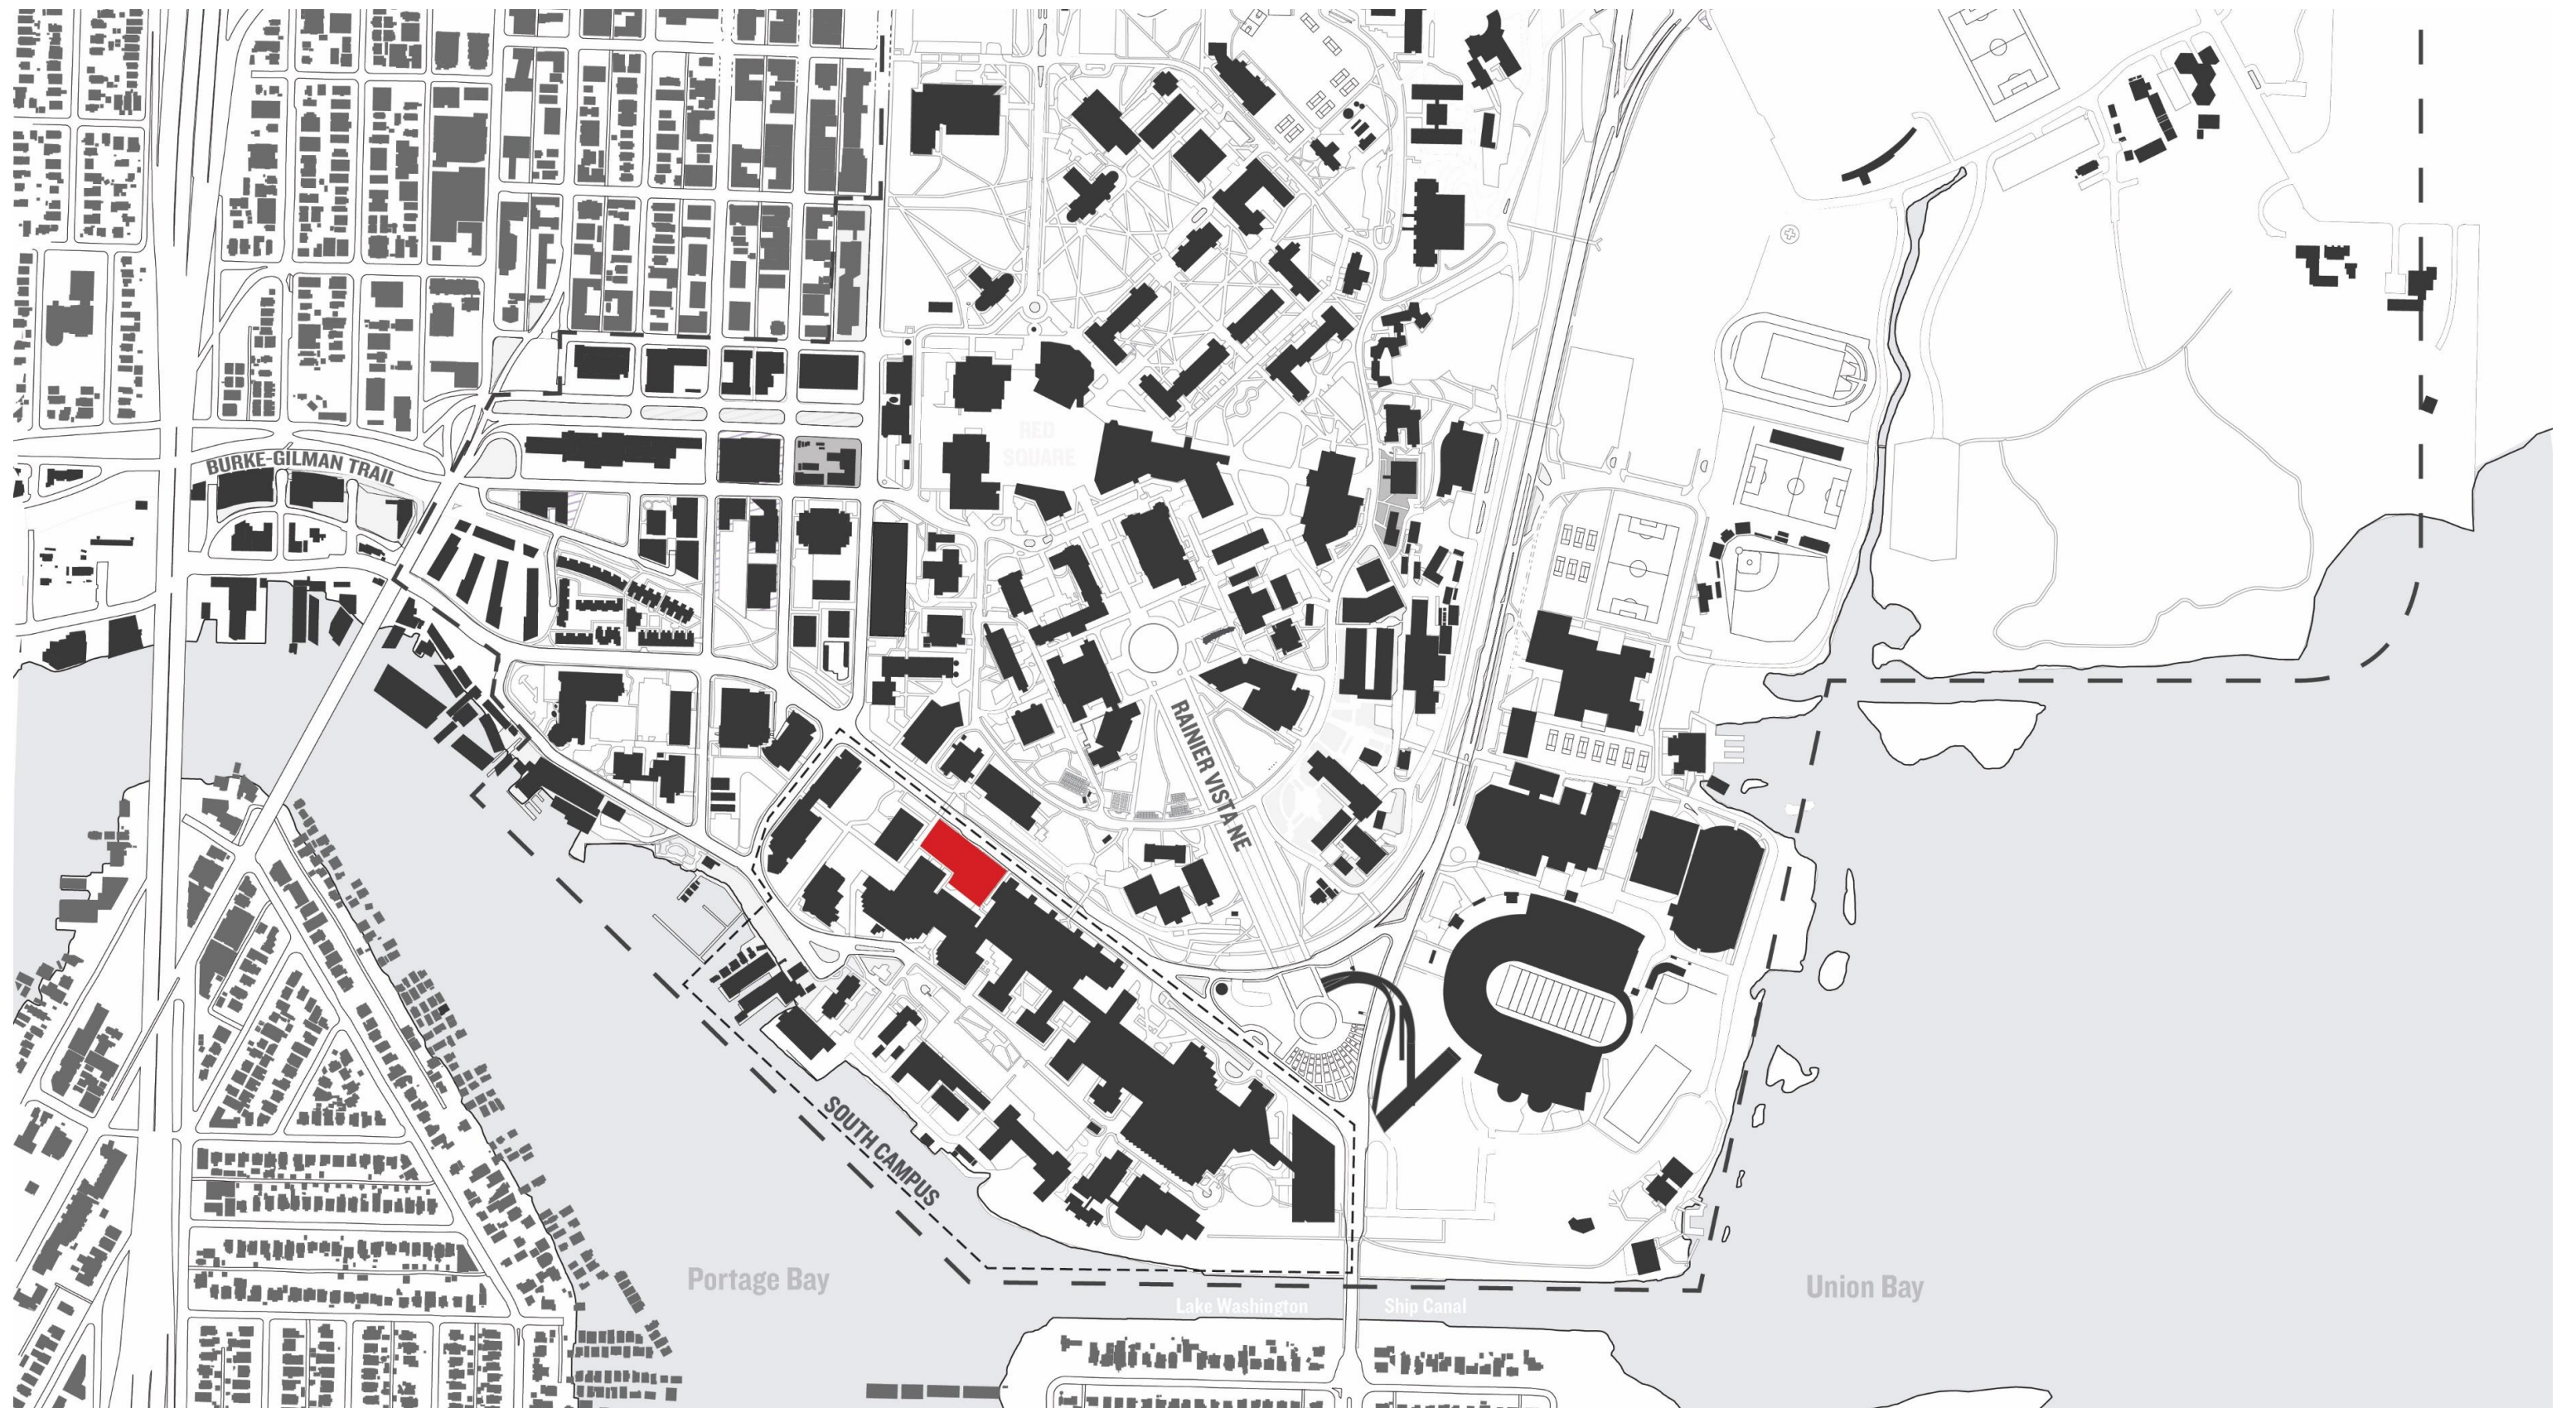 RED
SQUARE
BURKE-GILMAN TRAIL
RAINIER VISTA NE
SOUTH CAMPUS
Portage Bay
Union Bay
Lake Washington
Ship Canal